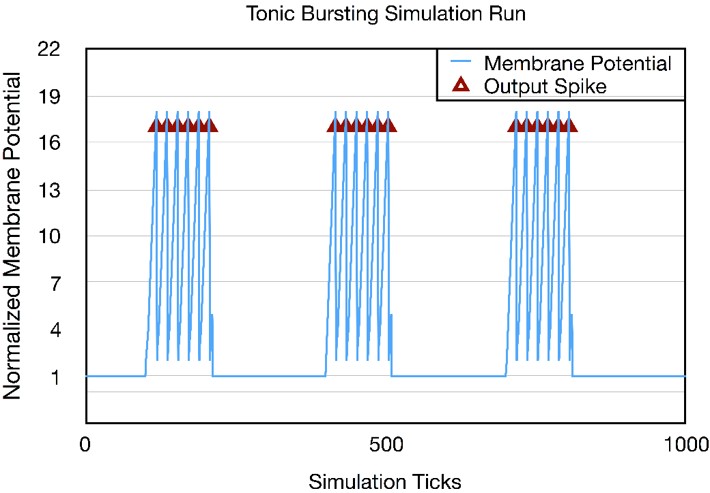 Tonic Bursting Simulation Run
Normalized Membrane Potential
22
19
16
13
10
7
4
1
Membrane Potential
Output Spike
0 500 1000
Simulation Ticks